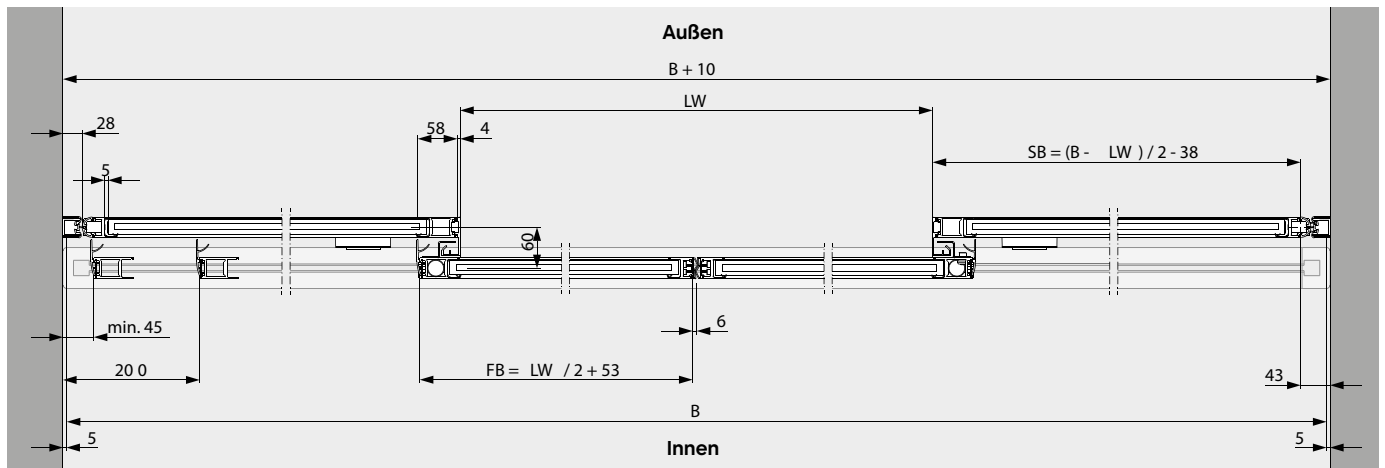 Außen
B + 10
LW
28
58
4
SB = (B - LW ) / 2 - 38
5
60
min. 45
6
20 0
FB = LW / 2 + 53
43
B
5
Innen
5